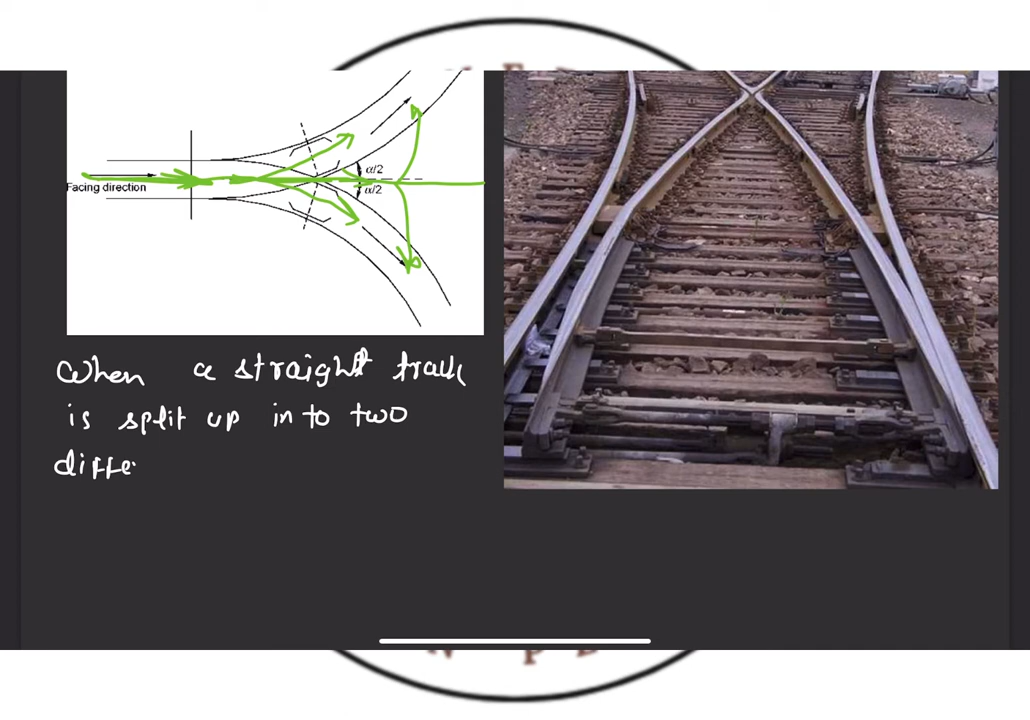 Facing direction
α/2
α/2
When a straight track
is split up in to two
diffe